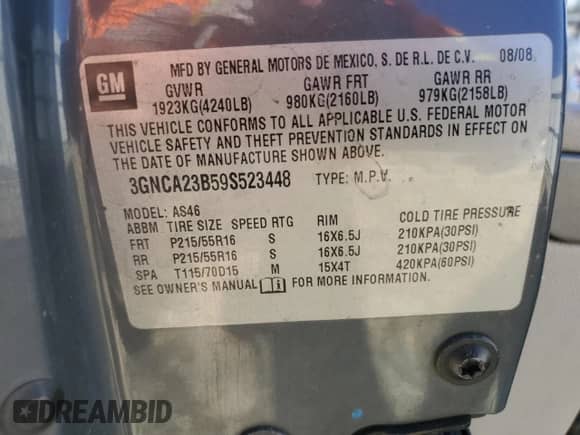 GM
MFD BY GENERAL MOTORS DE MEXICO, S. DE R.L. DE C.V. 08/08
GVWR GAWR FRT GAWR RR
1923KG(4240LB) 980KG(2160LB) 979KG(2158LB)
THIS VEHICLE CONFORMS TO ALL APPLICABLE U.S. FEDERAL MOTOR
VEHICLE SAFETY AND THEFT PREVENTION STANDARDS IN EFFECT ON
THE DATE OF MANUFACTURE SHOWN ABOVE.
3GNCA23B59S523448 TYPE: M.P.V.
MODEL: AS46
ABBM TIRE SIZE SPEED RTG RIM COLD TIRE PRESSURE
FRT P215/55R16 S 16X6.5J 210KPA(30PSI)
RR P215/55R16 S 16X6.5J 210KPA(30PSI)
SPA T115/70D15 M 15X4T 420KPA(60PSI)
SEE OWNER'S MANUAL FOR MORE INFORMATION.
DREAMBID